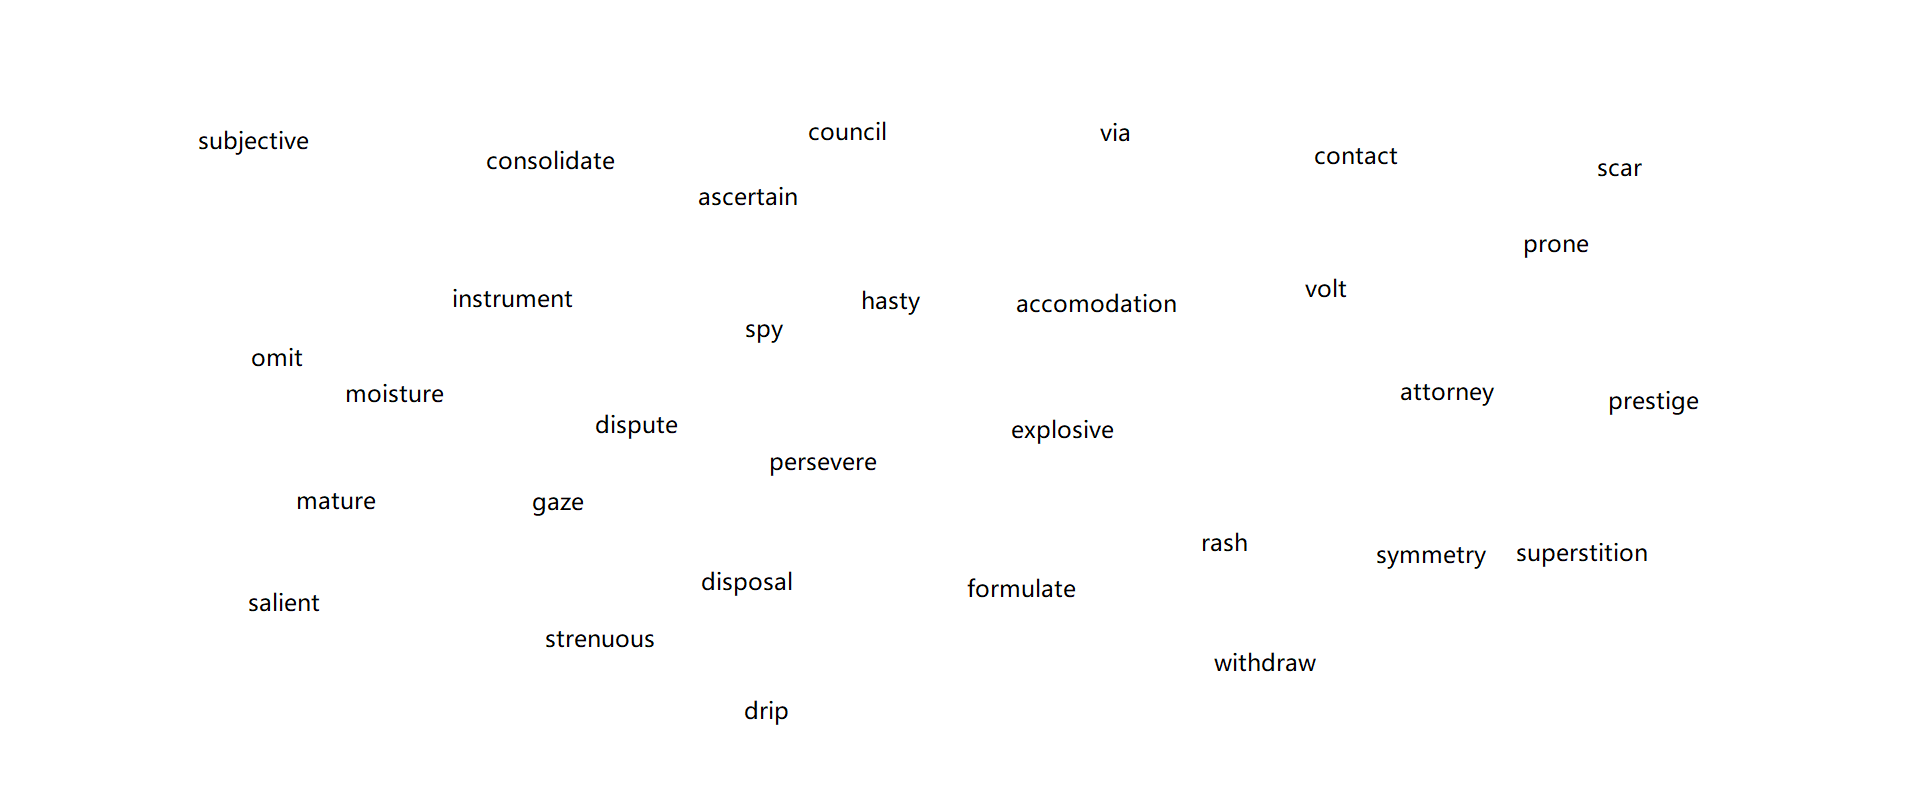 council
via
subjective
contact
consolidate
scar
ascertain
prone
volt
instrument
hasty
accomodation
spy
omit
attorney
moisture
prestige
dispute
explosive
persevere
mature
gaze
rash
superstition
symmetry
disposal
formulate
salient
strenuous
withdraw
drip